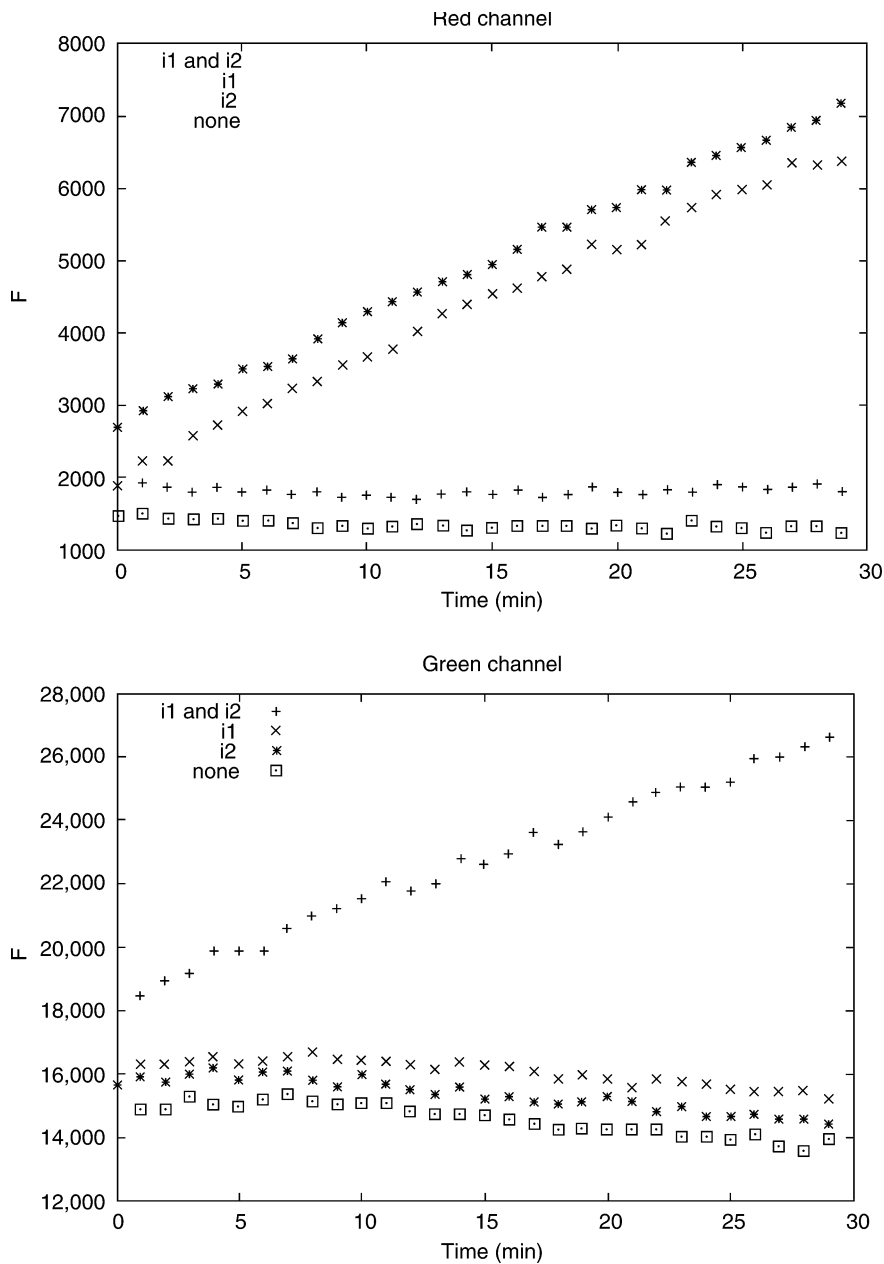 Red channel
8000
7000
6000
5000
4000
3000
2000
1000
F
i1 and i2
i1
i2
none
0 5 10 15 20 25 30
Time (min)
Green channel
28,000
26,000
24,000
22,000
20,000
18,000
16,000
14,000
12,000
F
i1 and i2
i1
i2
none
0 5 10 15 20 25 30
Time (min)